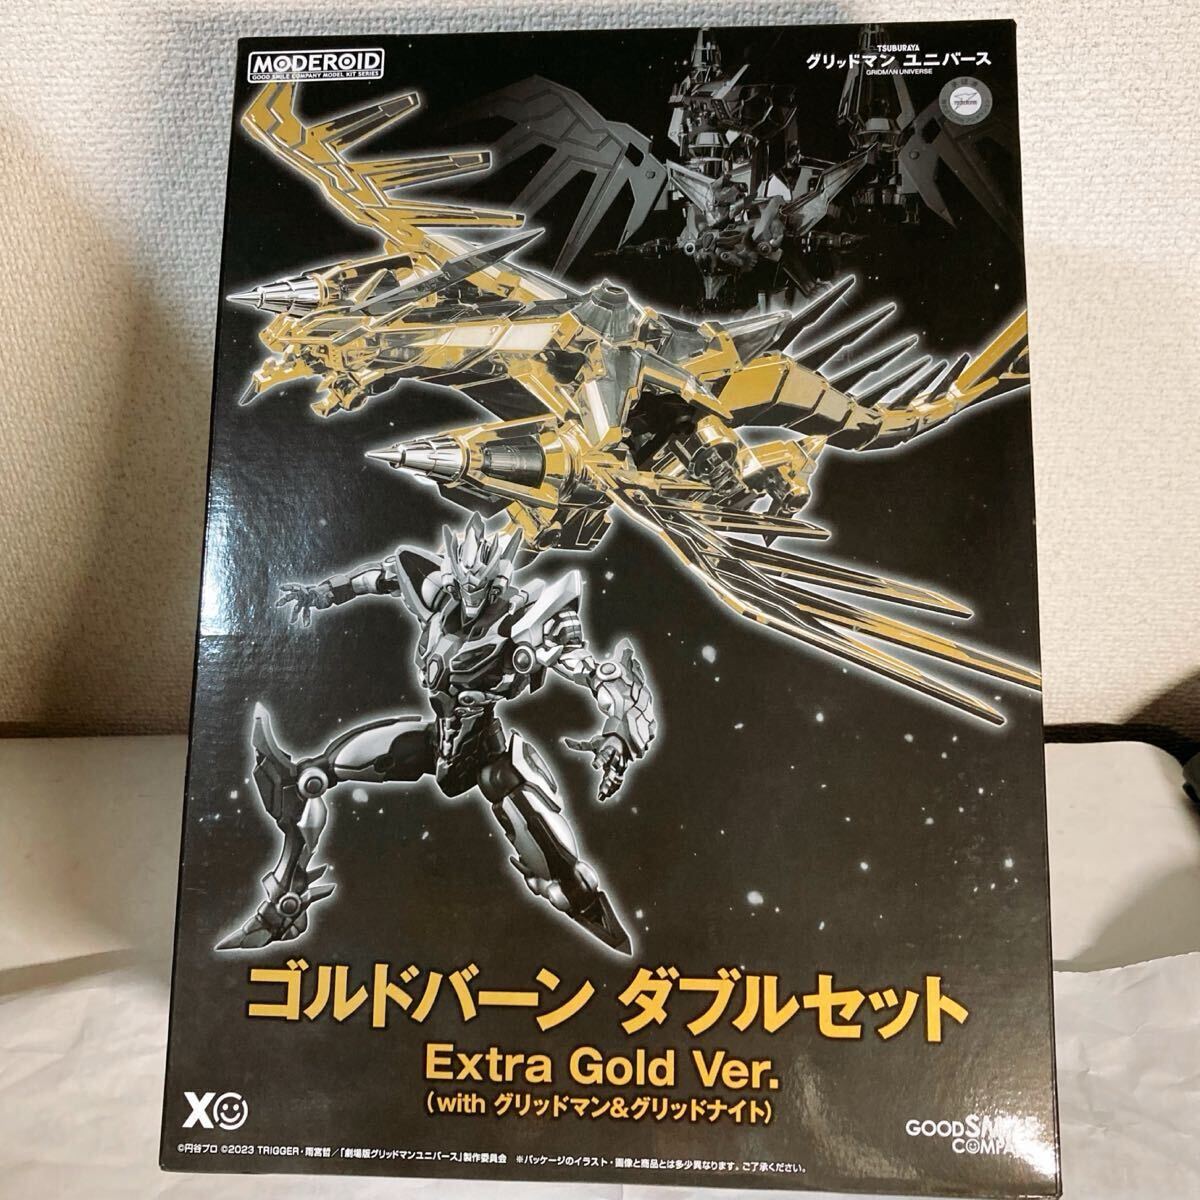 MODEROID
GOOD SMILE COMPANY MODEL KIT SERIES
TSUBURAYA
グリッドマン ユニバース
GRIDMAN UNIVERSE
ゴルドバーン ダブルセット
Extra Gold Ver.
(with グリッドマン&グリッドナイト)
GOOD SMILE
COMPA
©円谷プロ ©2023 TRIGGER・雨宮哲/「劇場版グリッドマンユニバース」製作委員会 ※パッケージのイラスト・画像と商品とは多少異なります。ご了承ください。